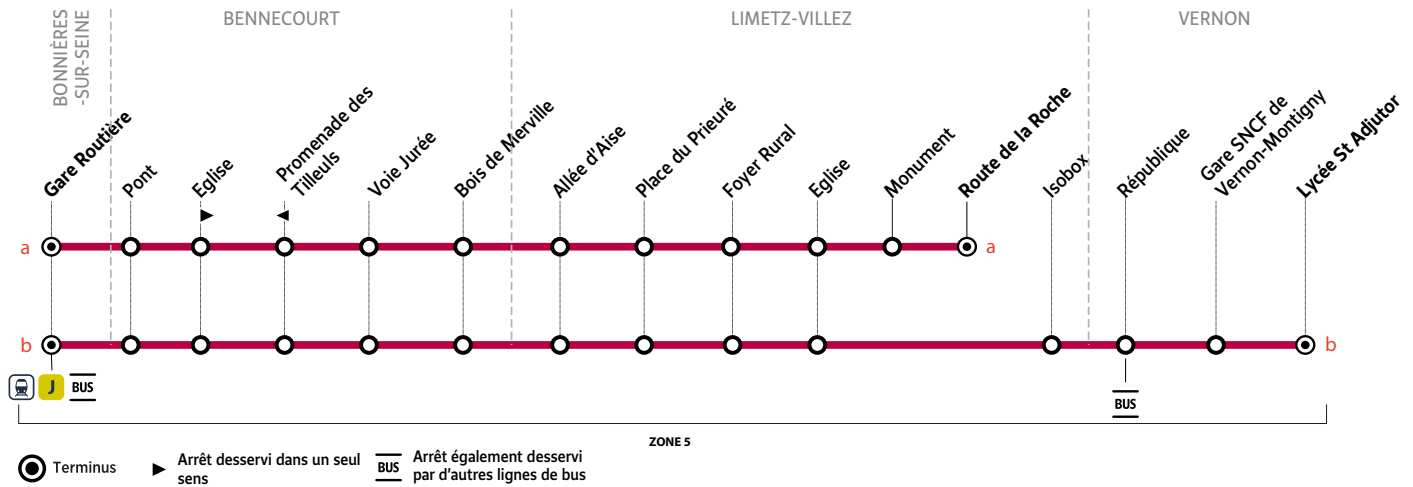 BONNIÈRES
-SUR-SEINE
BENNECOURT
LIMETZ-VILLEZ
VERNON
Gare Routière
Pont
Eglise
Promenade des
Tilleuls
Voie Jurée
Bois de Merville
Allée d'Aise
Place du Prieuré
Foyer Rural
Eglise
Monument
Route de la Roche
Isobox
République
Gare SNCF de
Vernon-Montigny
Lycée St Adjutor
a
a
b
b
J
BUS
BUS
ZONE 5
Terminus
Arrêt desservi dans un seul
sens
BUS
Arrêt également desservi
par d'autres lignes de bus